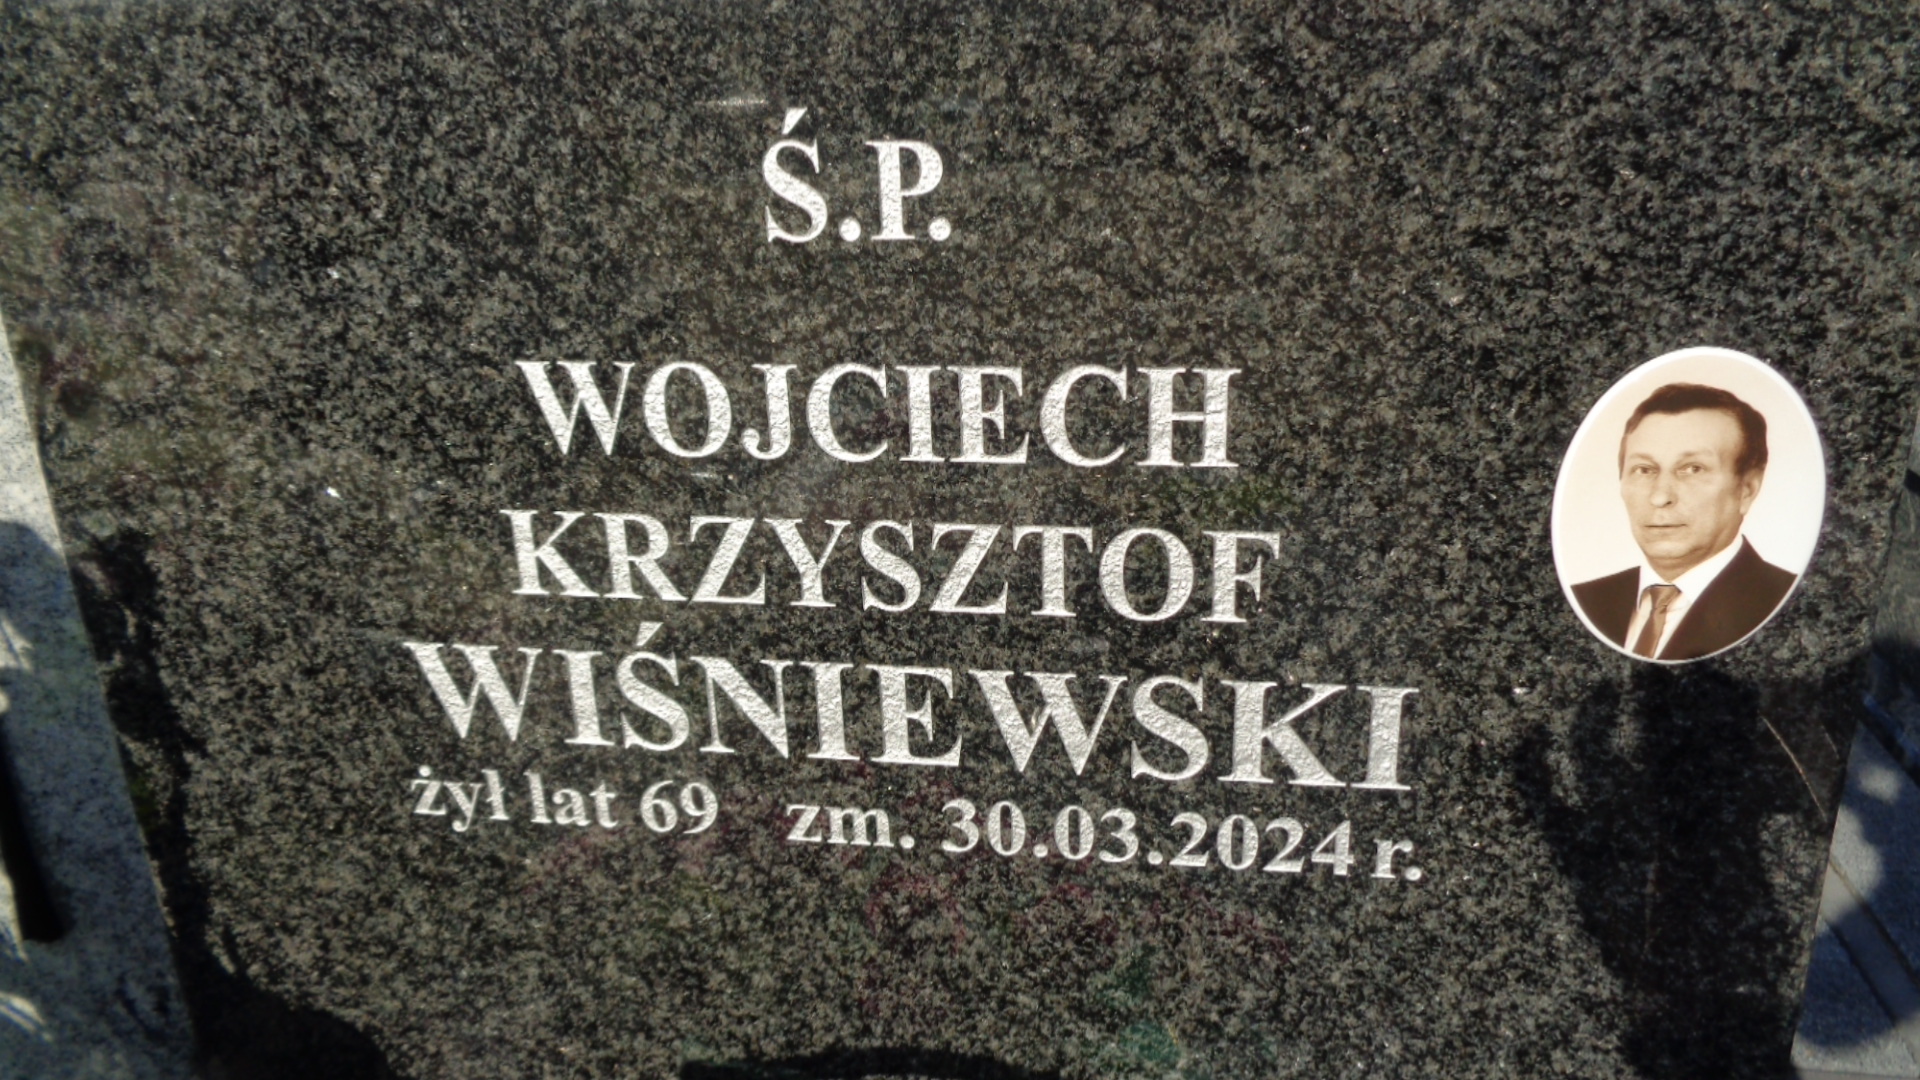 Ś.P.
WOJCIECH
KRZYSZTOF
WIŚNIEWSKI
żył lat 69 zm. 30.03.2024 r.